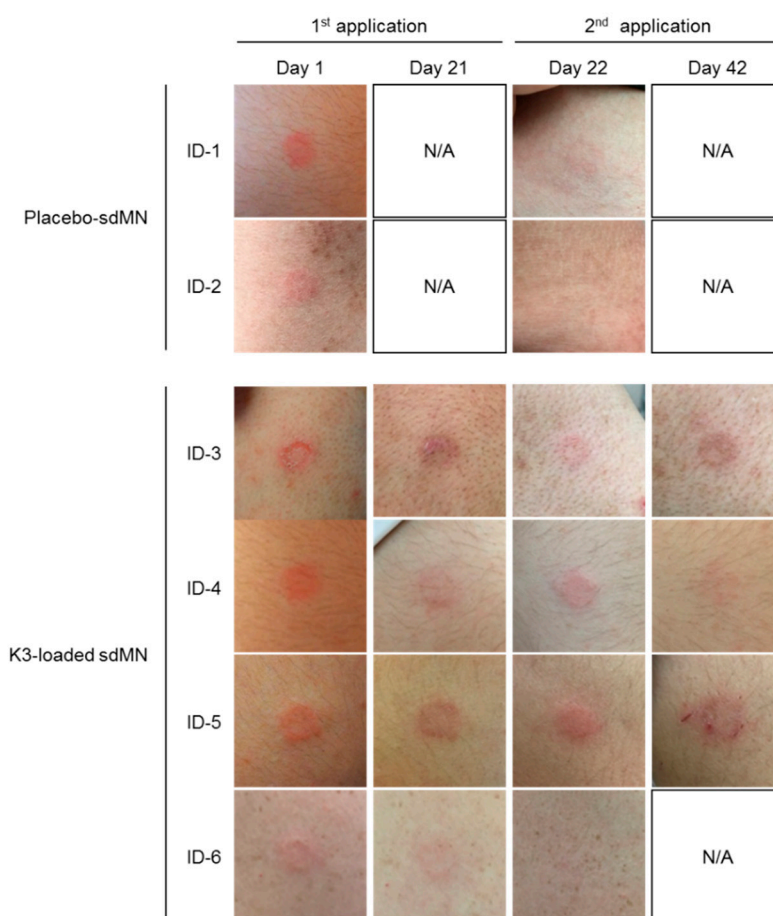 1st application 2nd application
Day 1 Day 21 Day 22 Day 42
Placebo-sdMN
ID-1 N/A N/A
ID-2 N/A N/A
K3-loaded sdMN
ID-3
ID-4
ID-5
ID-6 N/A